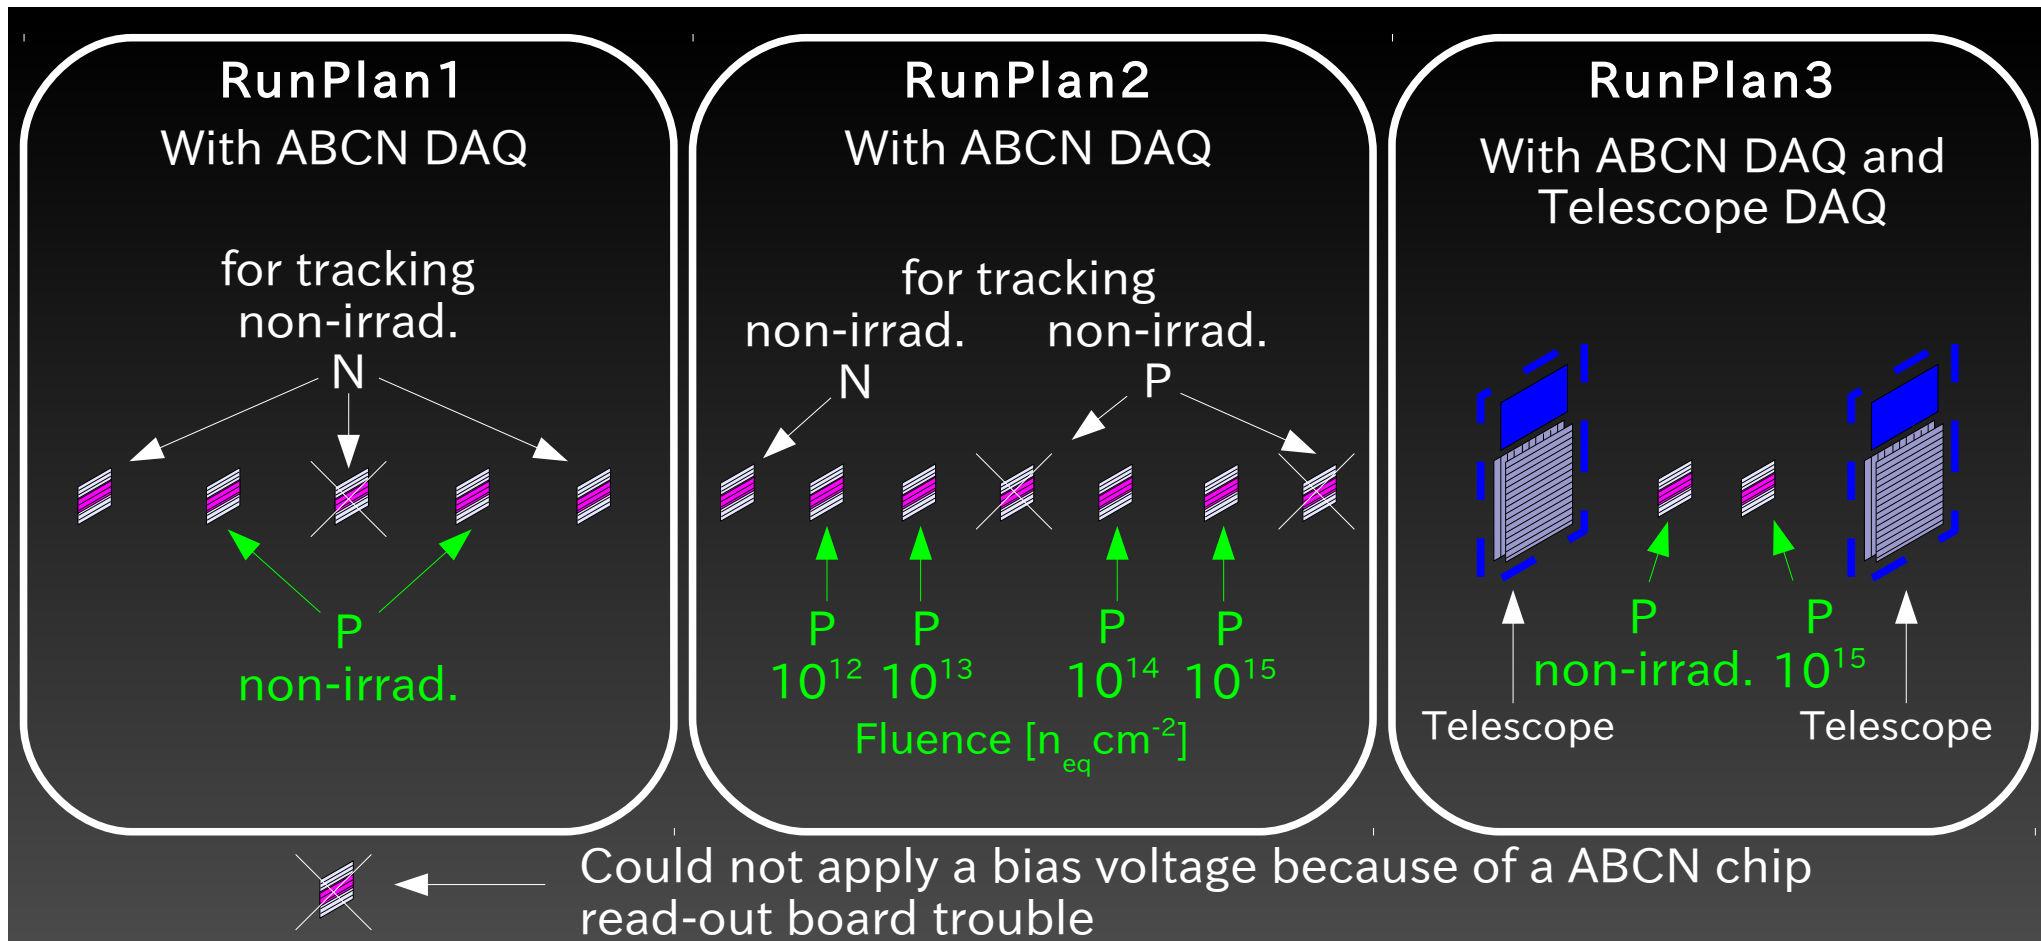 RunPlan1
With ABCN DAQ
for tracking
non-irrad.
N
P
non-irrad.
RunPlan2
With ABCN DAQ
for tracking
non-irrad. non-irrad.
N P
P P P P
10¹² 10¹³ 10¹⁴ 10¹⁵
Fluence [n_eq cm⁻²]
RunPlan3
With ABCN DAQ and
Telescope DAQ
P P
non-irrad. 10¹⁵
Telescope Telescope
Could not apply a bias voltage because of a ABCN chip
read-out board trouble